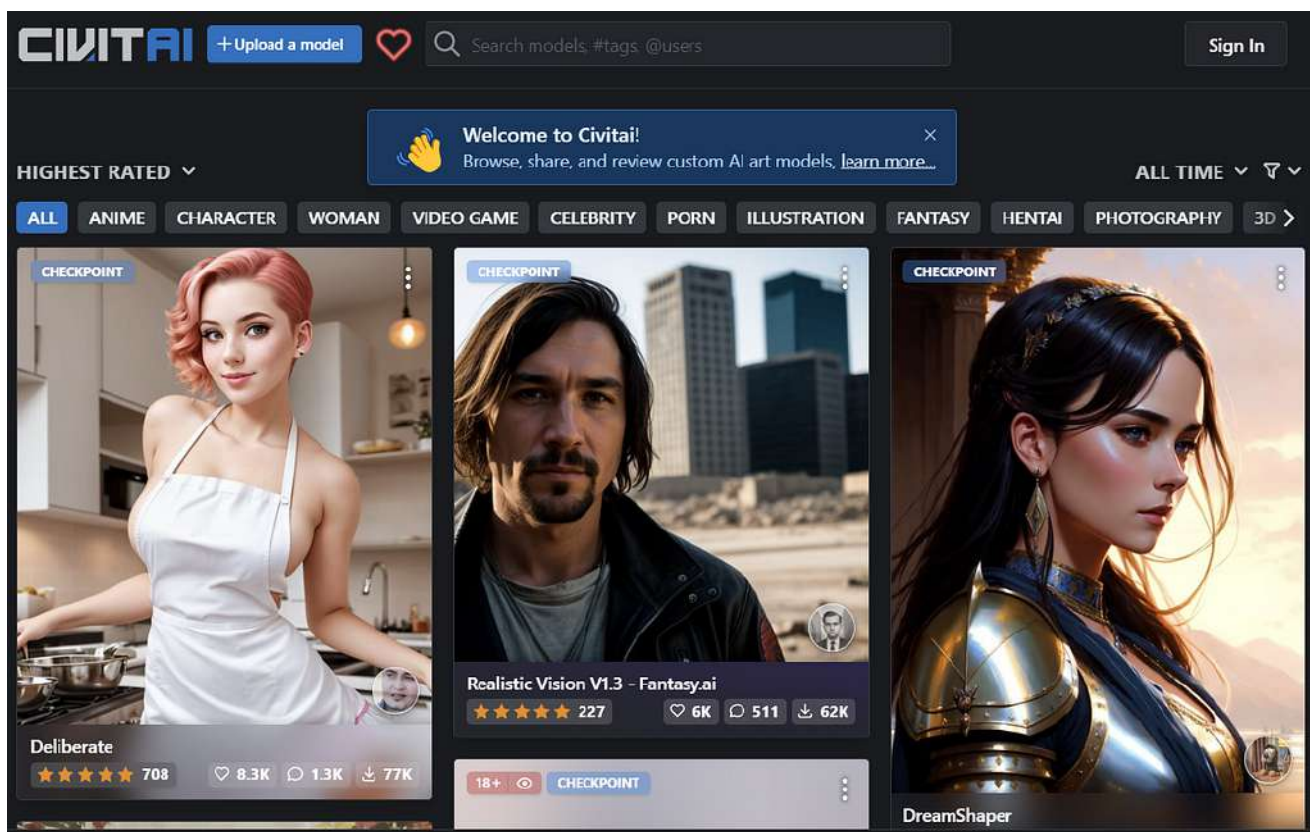 CIVITAI
+ Upload a model
Search models, #tags, @users
Sign In
Welcome to Civitai!
Browse, share, and review custom AI art models, learn more...
HIGHEST RATED
ALL TIME
ALL
ANIME
CHARACTER
WOMAN
VIDEO GAME
CELEBRITY
PORN
ILLUSTRATION
FANTASY
HENTAI
PHOTOGRAPHY
3D
CHECKPOINT
Deliberate
708
8.3K
1.3K
77K
CHECKPOINT
Realistic Vision V1.3 - Fantasy.ai
227
6K
511
62K
18+
CHECKPOINT
CHECKPOINT
DreamShaper